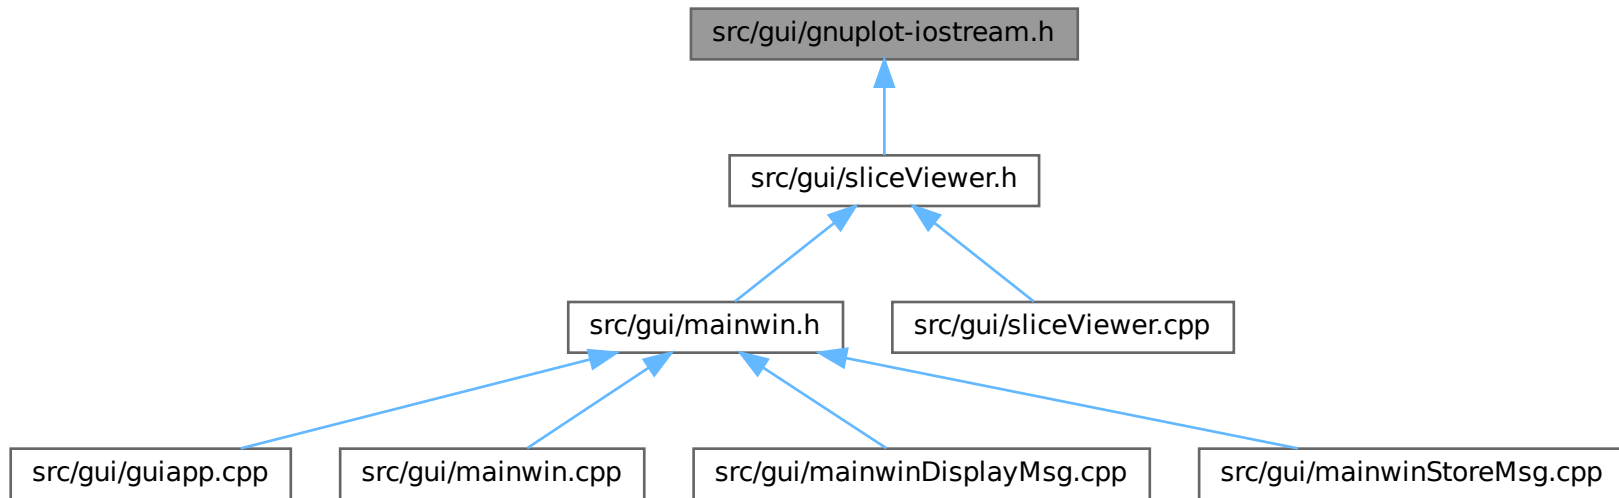 src/gui/gnuplot-iostream.h
src/gui/sliceViewer.h
src/gui/mainwin.h
src/gui/sliceViewer.cpp
src/gui/guiapp.cpp
src/gui/mainwin.cpp
src/gui/mainwinDisplayMsg.cpp
src/gui/mainwinStoreMsg.cpp